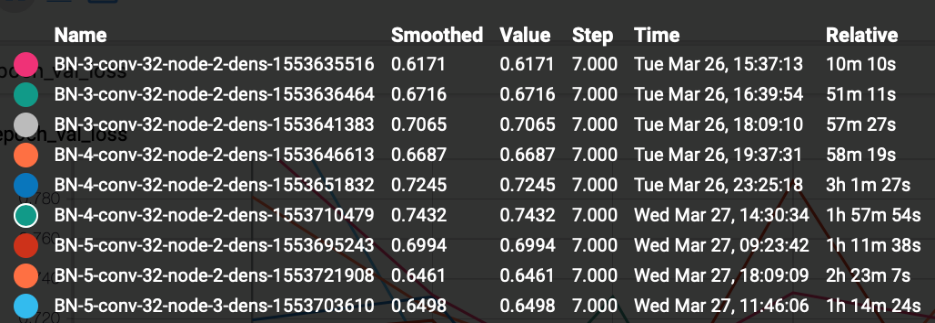 Name Smoothed Value Step Time Relative
BN-3-conv-32-node-2-dens-1553635516 0.6171 0.6171 7.000 Tue Mar 26, 15:37:13 10m 10s
BN-3-conv-32-node-2-dens-1553636464 0.6716 0.6716 7.000 Tue Mar 26, 16:39:54 51m 11s
BN-3-conv-32-node-2-dens-1553641383 0.7065 0.7065 7.000 Tue Mar 26, 18:09:10 57m 27s
epoch_val_loss
BN-4-conv-32-node-2-dens-1553646613 0.6687 0.6687 7.000 Tue Mar 26, 19:37:31 58m 19s
BN-4-conv-32-node-2-dens-1553651832 0.7245 0.7245 7.000 Tue Mar 26, 23:25:18 3h 1m 27s
0.780
BN-4-conv-32-node-2-dens-1553710479 0.7432 0.7432 7.000 Wed Mar 27, 14:30:34 1h 57m 54s
BN-5-conv-32-node-2-dens-1553695243 0.6994 0.6994 7.000 Wed Mar 27, 09:23:42 1h 11m 38s
BN-5-conv-32-node-2-dens-1553721908 0.6461 0.6461 7.000 Wed Mar 27, 18:09:09 2h 23m 7s
BN-5-conv-32-node-3-dens-1553703610 0.6498 0.6498 7.000 Wed Mar 27, 11:46:06 1h 14m 24s
0.720